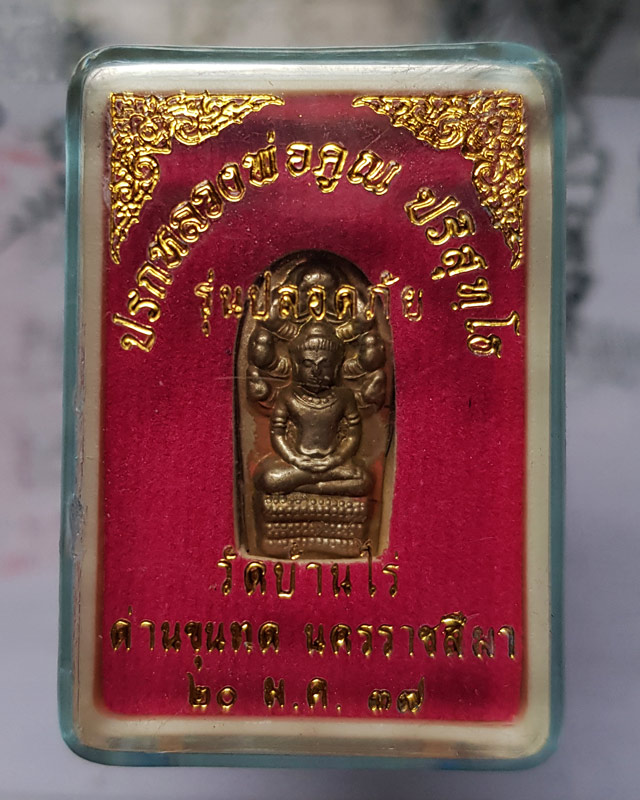 ปรกหลวงพ่อคูณ ปริสุทฺโธ
รุ่นปลอดภัย
วัดบ้านไร่
ด่านขุนทด นครราชสีมา
๒๐ ม.ค. ๓๗